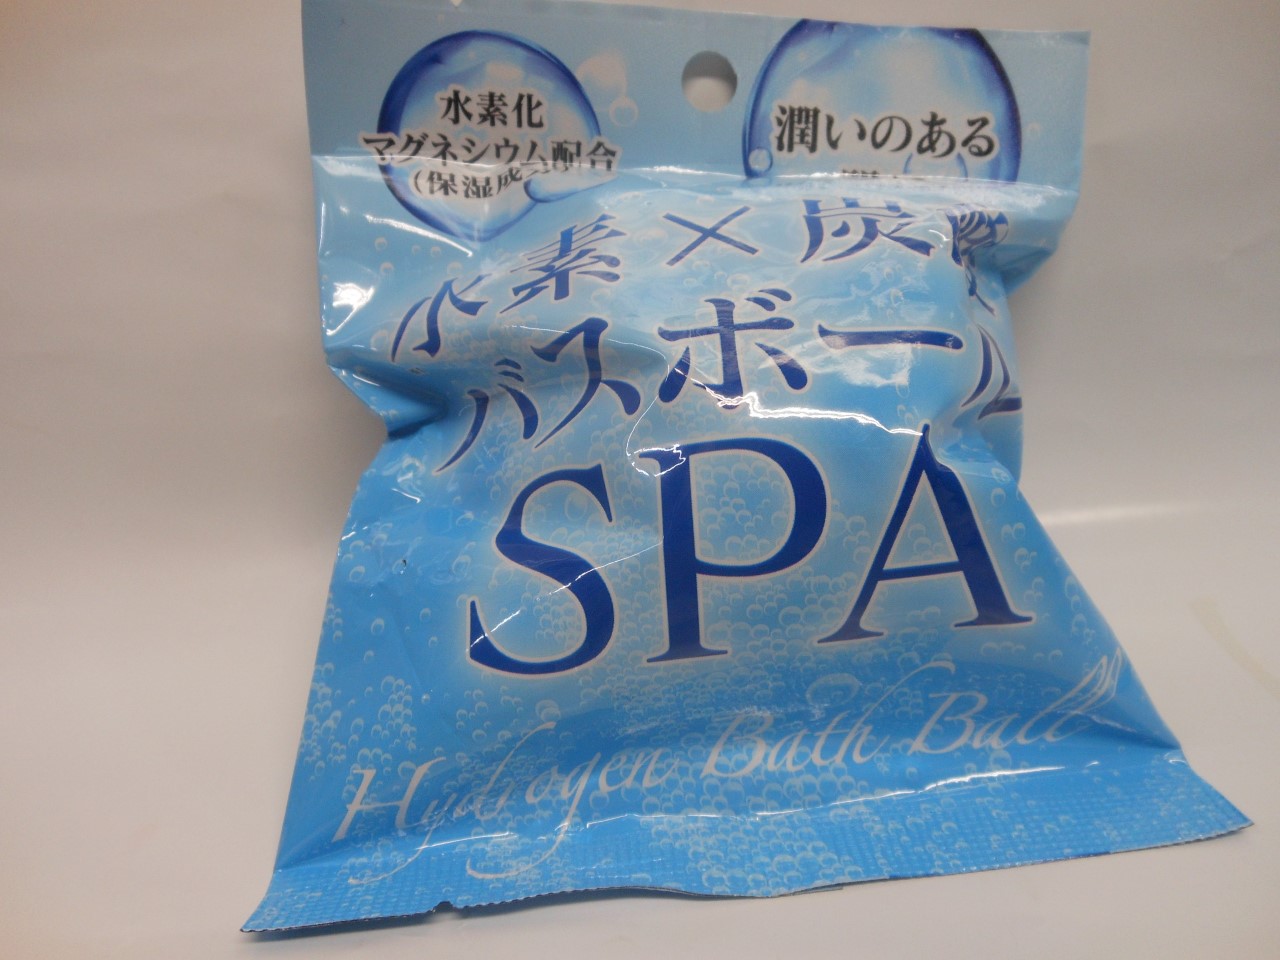 水素化
マグネシウム配合
(保湿成分)
潤いのある
水素×炭酸
バスボール
SPA
Hydrogen Bath Ball